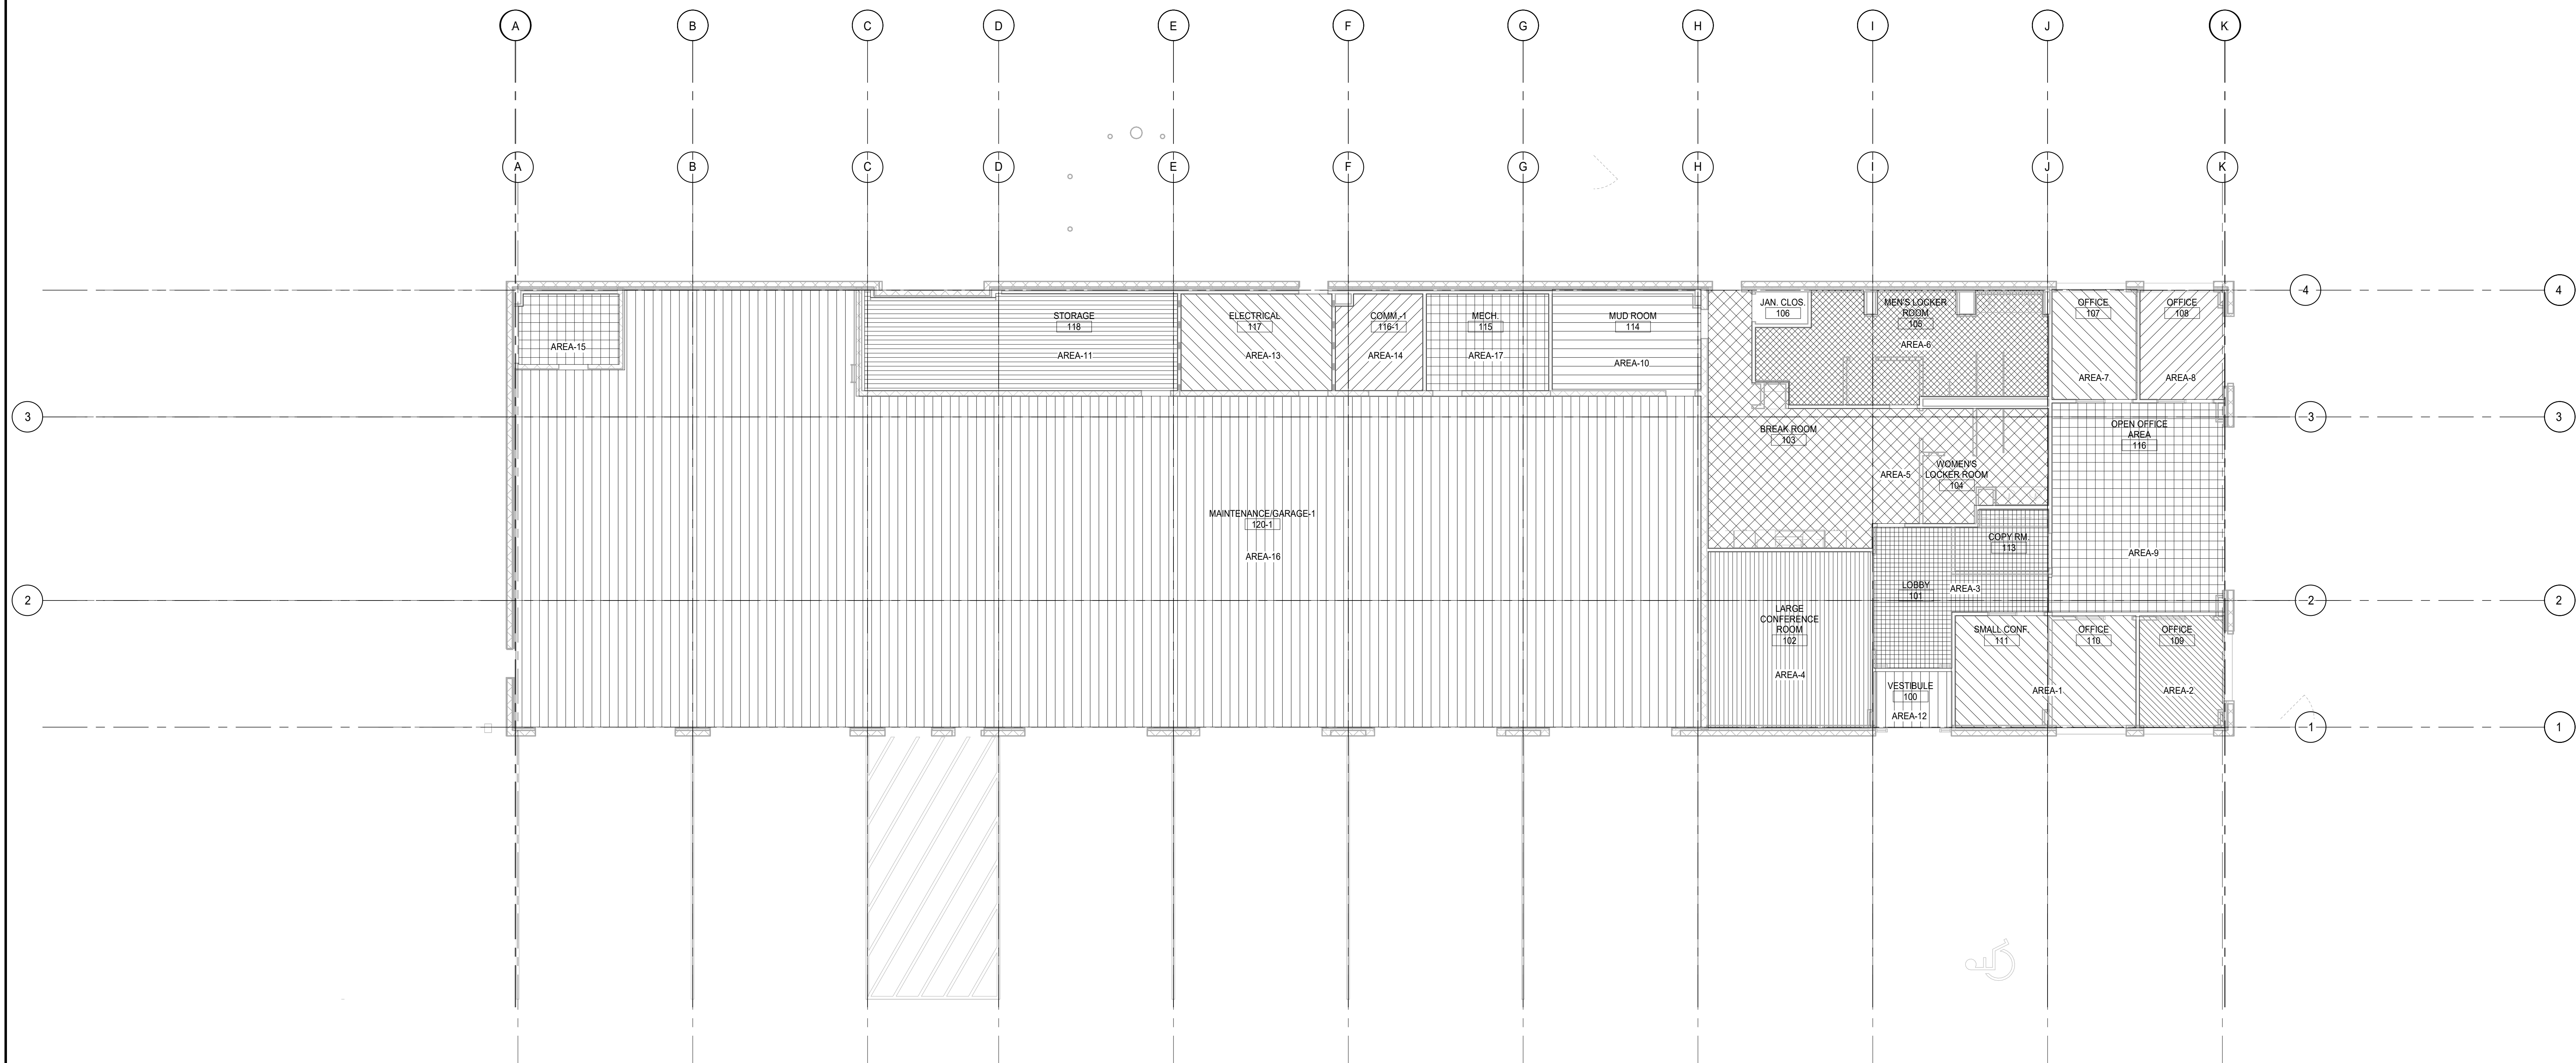 A
B
C
D
E
F
G
H
I
J
K
A
B
C
D
E
F
G
H
I
J
K
4
4
JAN. CLOS.
106
MEN'S LOCKER
ROOM
105
AREA-6
OFFICE
107
OFFICE
108
STORAGE
118
ELECTRICAL
117
COMM.-1
116-1
MECH.
115
MUD ROOM
114
AREA-15
AREA-11
AREA-13
AREA-14
AREA-17
AREA-10
AREA-7
AREA-8
3
3
3
BREAK ROOM
103
OPEN OFFICE
AREA
116
AREA-5
WOMEN'S
LOCKER ROOM
104
MAINTENANCE/GARAGE-1
120-1
AREA-16
COPY RM.
113
AREA-9
LOBBY
101
AREA-3
2
2
2
LARGE
CONFERENCE
ROOM
102
SMALL CONF.
111
OFFICE
110
OFFICE
109
AREA-4
VESTIBULE
100
AREA-1
AREA-2
AREA-12
1
1